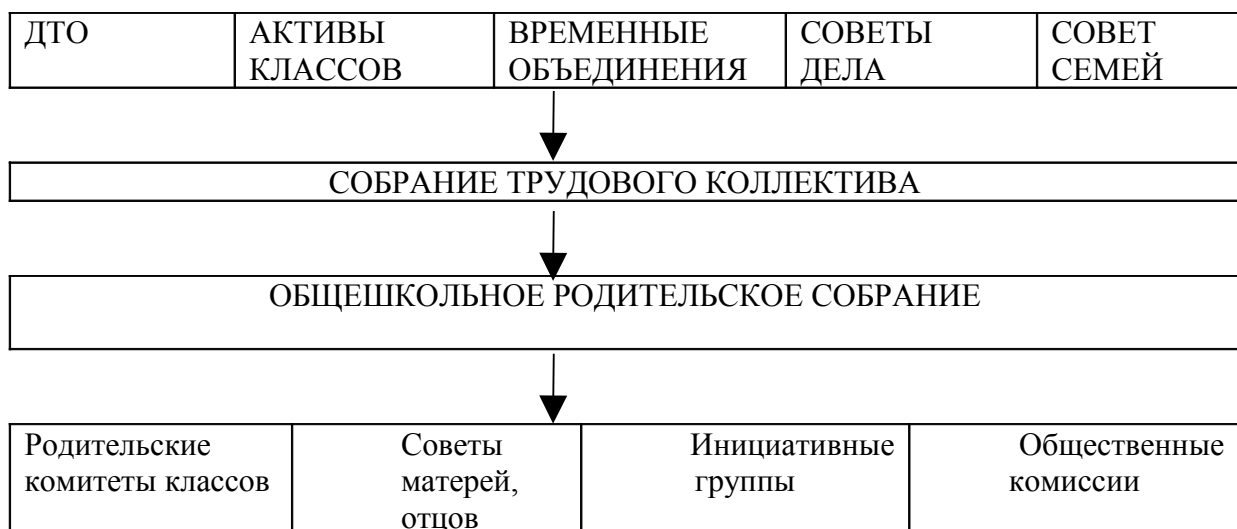 ДТО
АКТИВЫ
КЛАССОВ
ВРЕМЕННЫЕ
ОБЪЕДИНЕНИЯ
СОВЕТЫ
ДЕЛА
СОВЕТ
СЕМЕЙ
СОБРАНИЕ ТРУДОВОГО КОЛЛЕКТИВА
ОБЩЕШКОЛЬНОЕ РОДИТЕЛЬСКОЕ СОБРАНИЕ
Родительские
комитеты классов
Советы
матерей,
отцов
Инициативные
группы
Общественные
комиссии